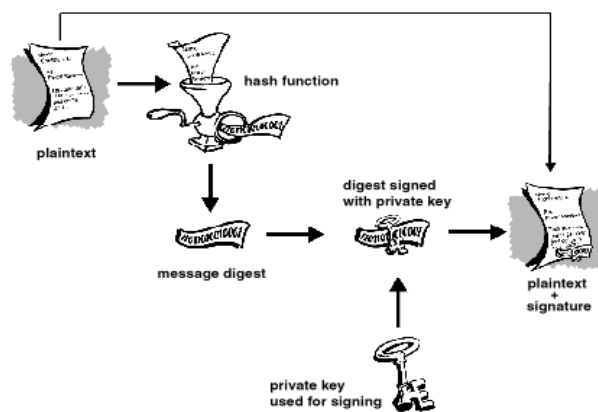 hash function
plaintext
digest signed
with private key
message digest
plaintext
+
signature
private key
used for signing